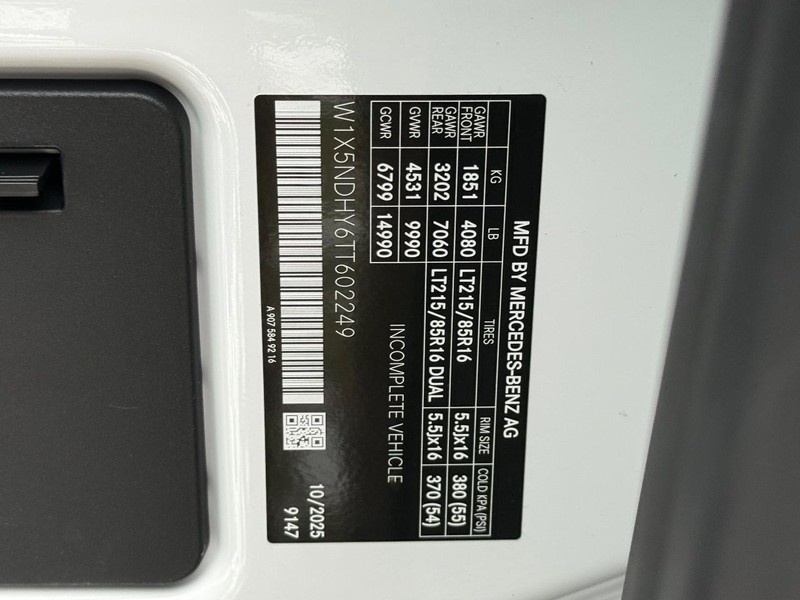 MFD BY MERCEDES-BENZ AG
KG LB TIRES RIM SIZE COLD KPA (PSI)
GAWR FRONT 1851 4080 LT215/85R16 5.5Jx16 380 (55)
GAWR REAR 3202 7060 LT215/85R16 DUAL 5.5Jx16 370 (54)
GVWR 4531 9990
GCWR 6799 14990
INCOMPLETE VEHICLE
W1X5NDHY6TT602249
10/2025
9147
A 907 584 92 16